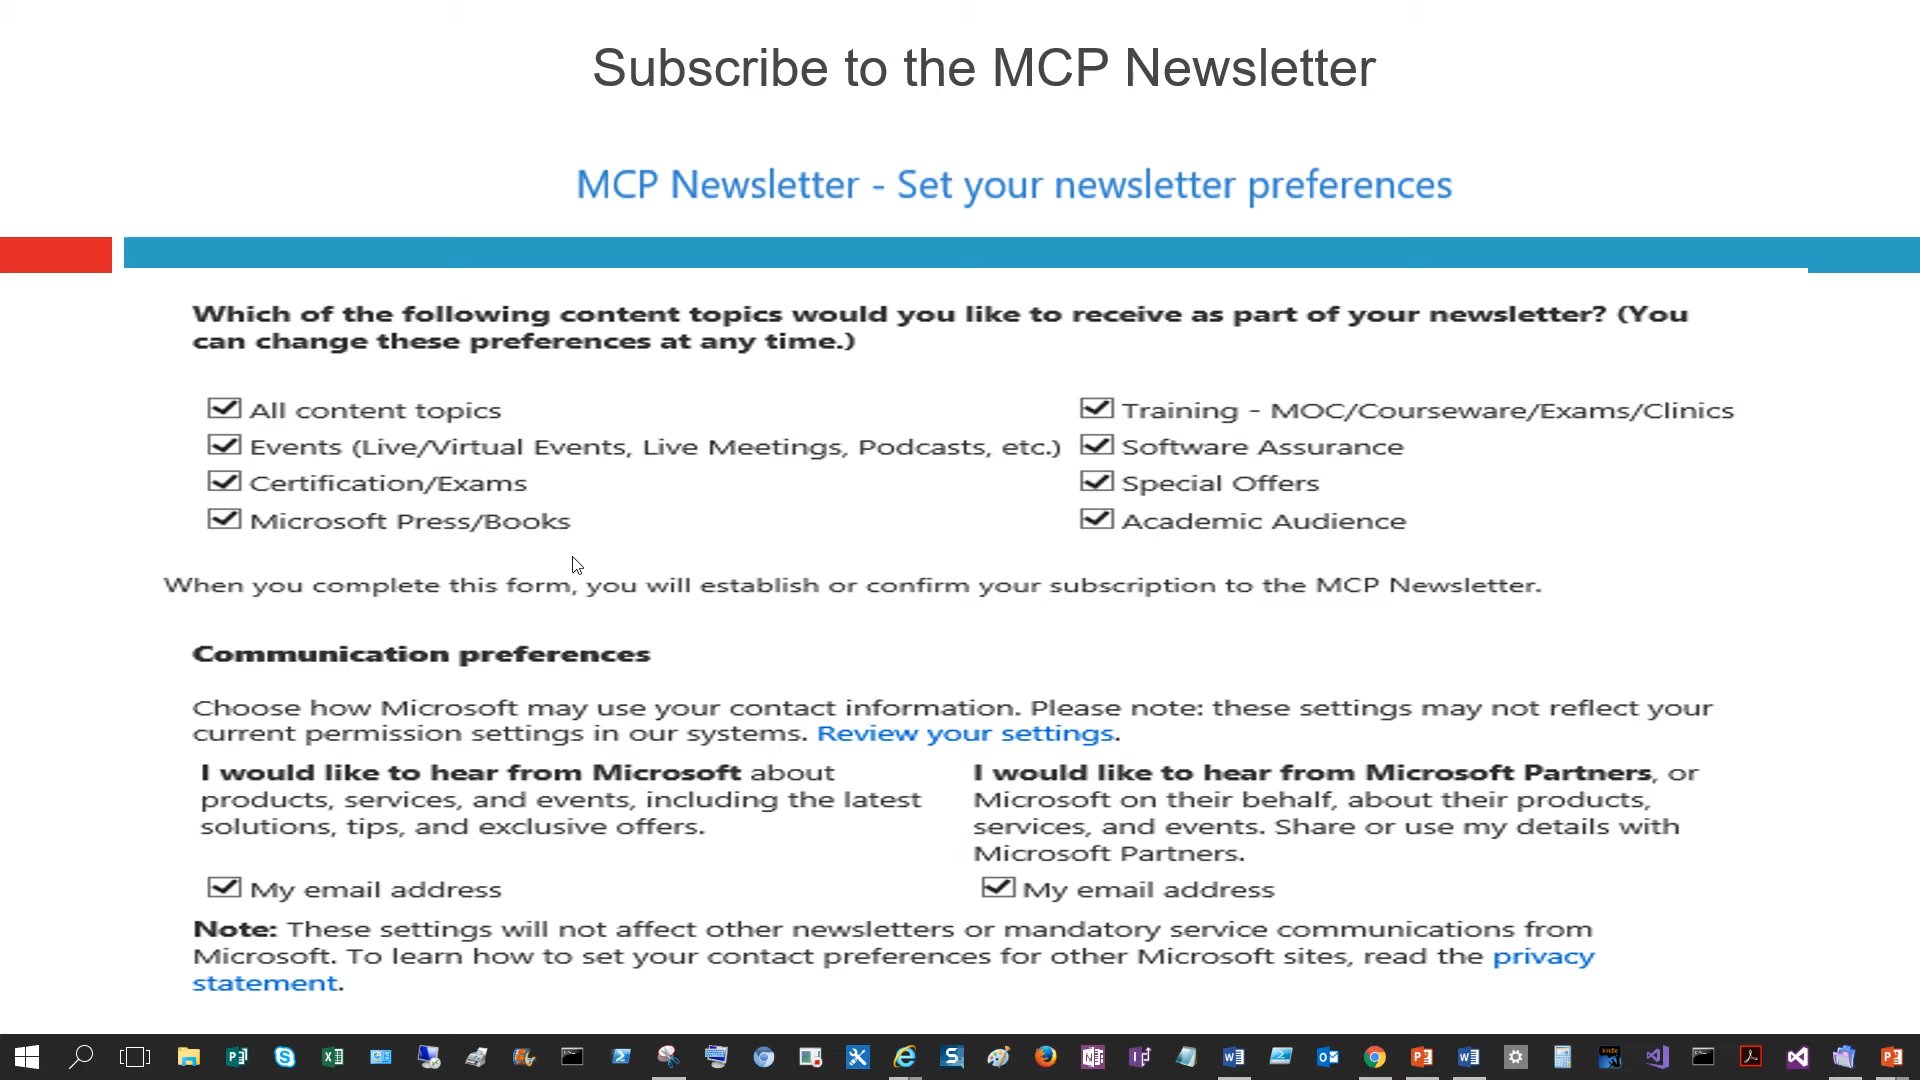 Subscribe to the MCP Newsletter
MCP Newsletter - Set your newsletter preferences
Which of the following content topics would you like to receive as part of your newsletter? (You
can change these preferences at any time.)
All content topics
Events (Live/Virtual Events, Live Meetings, Podcasts, etc.)
Certification/Exams
Microsoft Press/Books
Training - MOC/Courseware/Exams/Clinics
Software Assurance
Special Offers
Academic Audience
When you complete this form, you will establish or confirm your subscription to the MCP Newsletter.
Communication preferences
Choose how Microsoft may use your contact information. Please note: these settings may not reflect your
current permission settings in our systems. Review your settings.
I would like to hear from Microsoft about
products, services, and events, including the latest
solutions, tips, and exclusive offers.
My email address
I would like to hear from Microsoft Partners, or
Microsoft on their behalf, about their products,
services, and events. Share or use my details with
Microsoft Partners.
My email address
Note: These settings will not affect other newsletters or mandatory service communications from
Microsoft. To learn how to set your contact preferences for other Microsoft sites, read the privacy
statement.